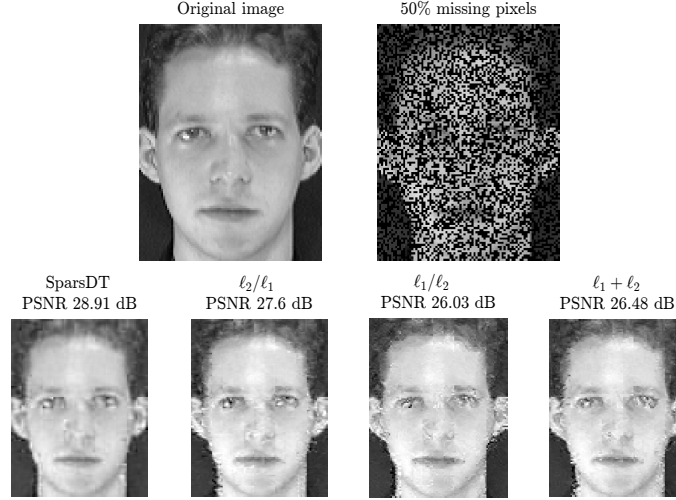 Original image
50% missing pixels
SparsDT
PSNR 28.91 dB
ℓ₂/ℓ₁
PSNR 27.6 dB
ℓ₁/ℓ₂
PSNR 26.03 dB
ℓ₁ + ℓ₂
PSNR 26.48 dB